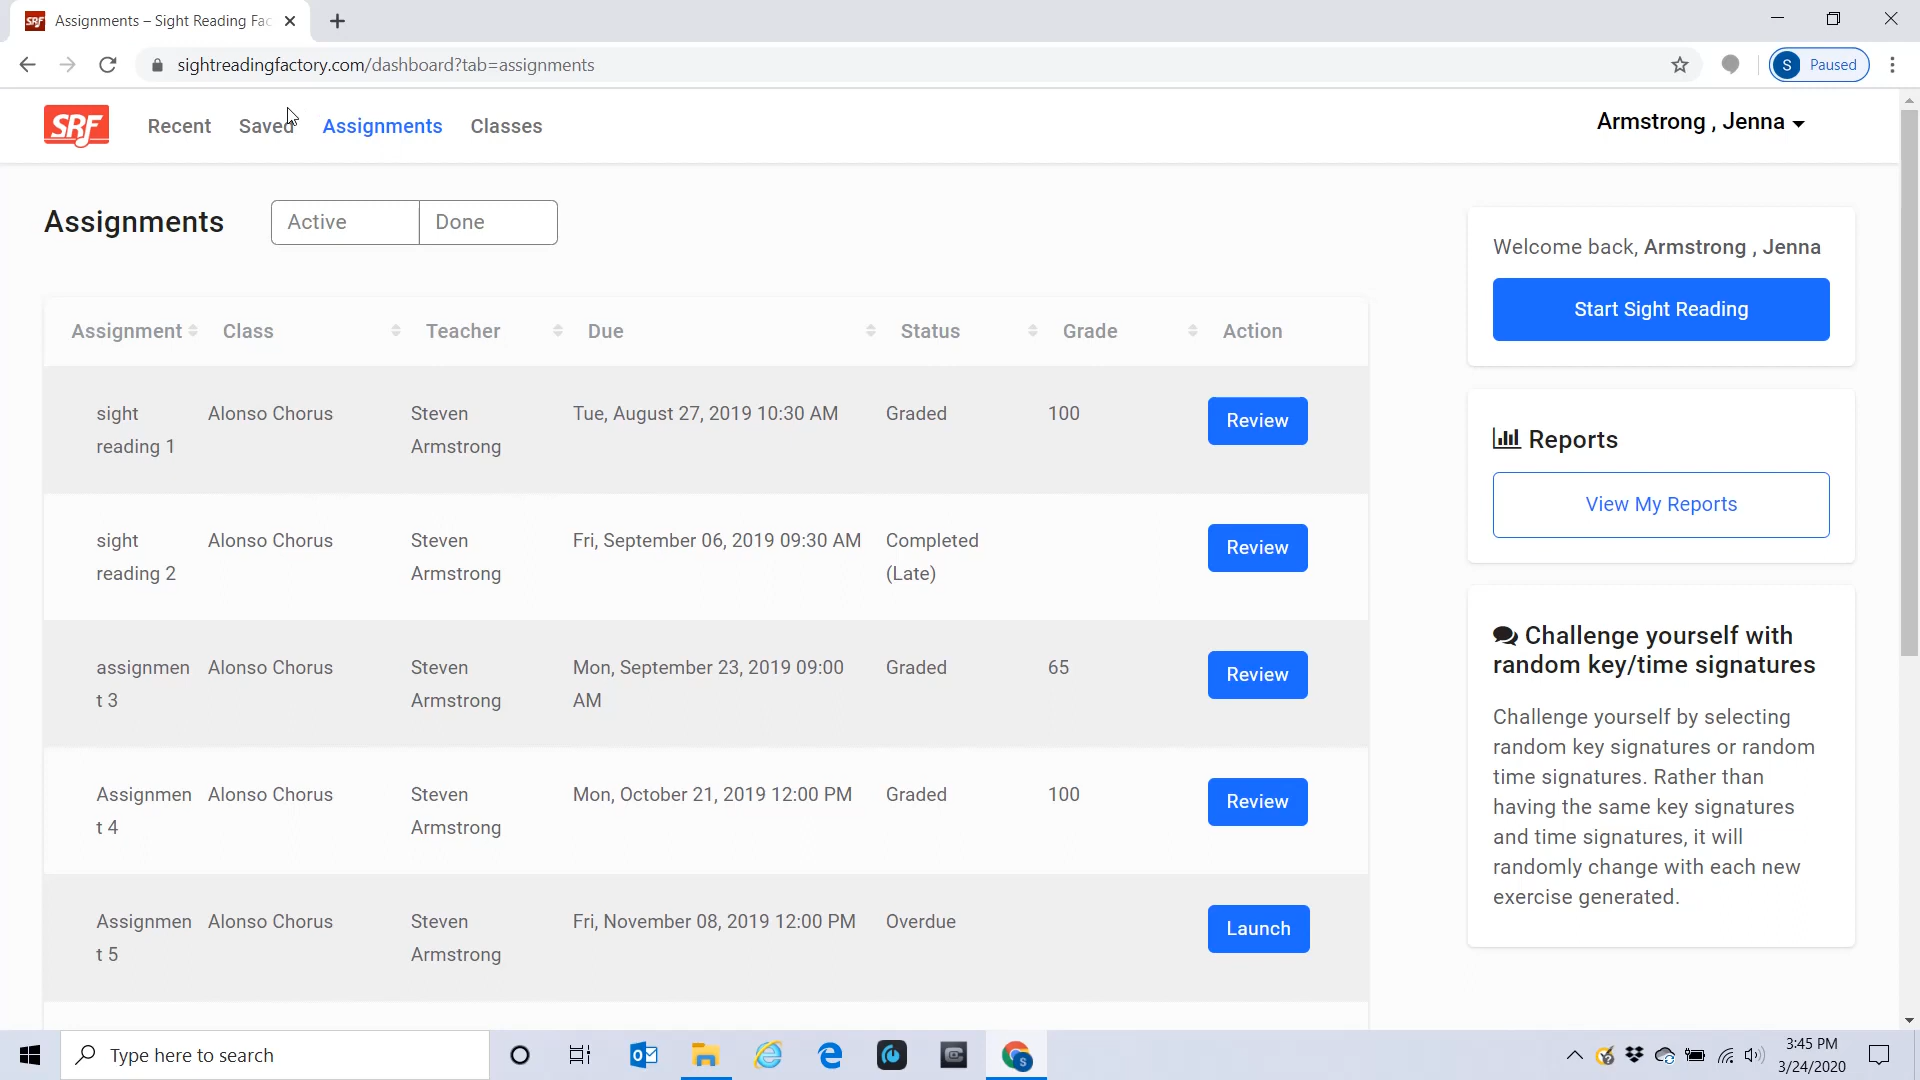 SRF Assignments – Sight Reading Fac
sightreadingfactory.com/dashboard?tab=assignments
S Paused
SRF Recent Saved Assignments Classes
Armstrong , Jenna
Assignments Active Done
Assignment Class Teacher Due Status Grade Action
sight reading 1
Alonso Chorus
Steven Armstrong
Tue, August 27, 2019 10:30 AM
Graded
100
Review
sight reading 2
Alonso Chorus
Steven Armstrong
Fri, September 06, 2019 09:30 AM
Completed (Late)
Review
assignmen
t 3
Alonso Chorus
Steven Armstrong
Mon, September 23, 2019 09:00
AM
Graded
65
Review
Assignmen
t 4
Alonso Chorus
Steven Armstrong
Mon, October 21, 2019 12:00 PM
Graded
100
Review
Assignmen
t 5
Alonso Chorus
Steven Armstrong
Fri, November 08, 2019 12:00 PM
Overdue
Launch
Welcome back, Armstrong , Jenna
Start Sight Reading
Reports
View My Reports
Challenge yourself with
random key/time signatures
Challenge yourself by selecting
random key signatures or random
time signatures. Rather than
having the same key signatures
and time signatures, it will
randomly change with each new
exercise generated.
Type here to search
3:45 PM
3/24/2020